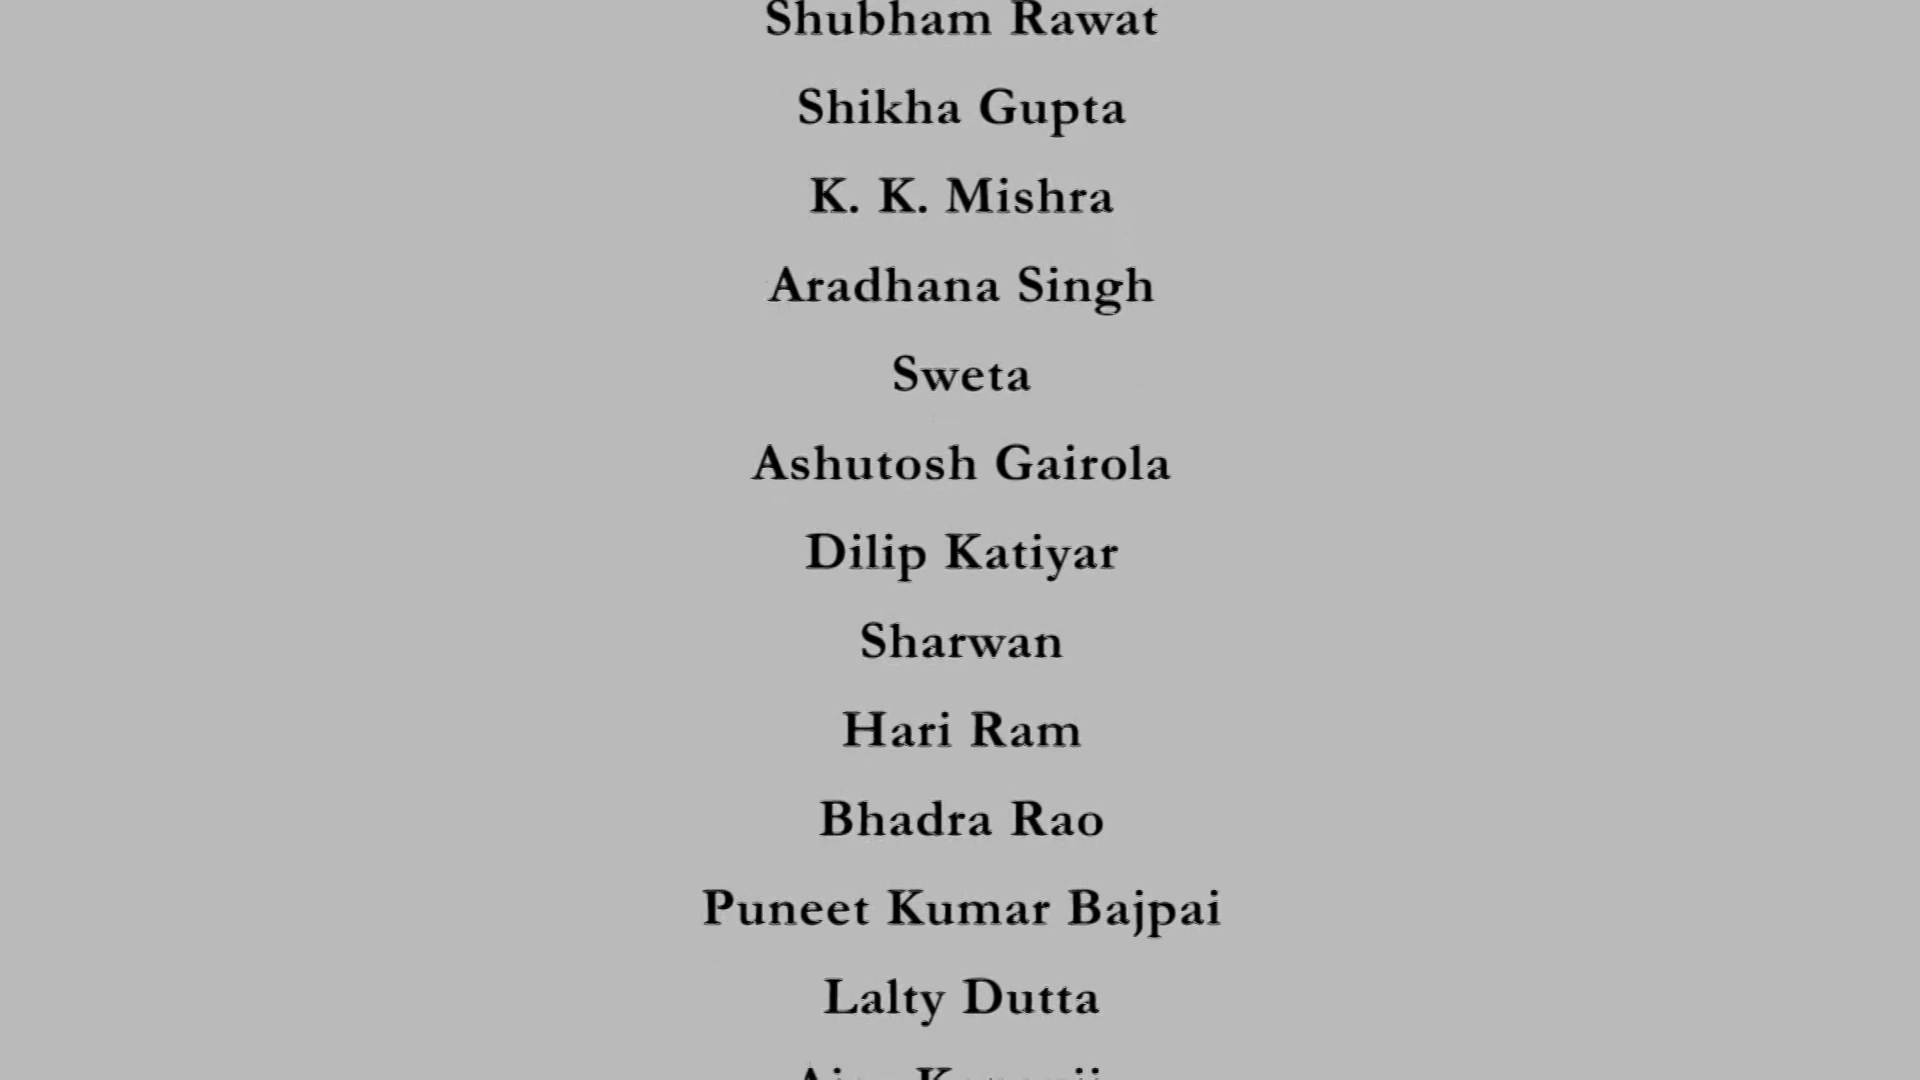 Shubham Rawat
Shikha Gupta
K. K. Mishra
Aradhana Singh
Sweta
Ashutosh Gairola
Dilip Katiyar
Sharwan
Hari Ram
Bhadra Rao
Puneet Kumar Bajpai
Lalty Dutta